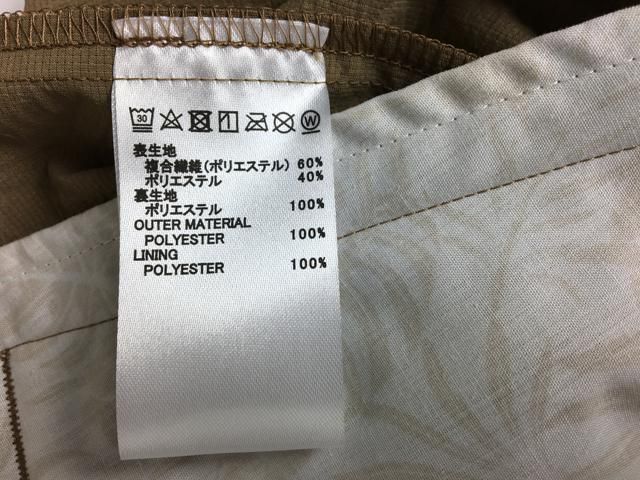 30 W
表生地
複合繊維(ポリエステル) 60%
ポリエステル 40%
裏生地
ポリエステル 100%
OUTER MATERIAL
POLYESTER 100%
LINING
POLYESTER 100%